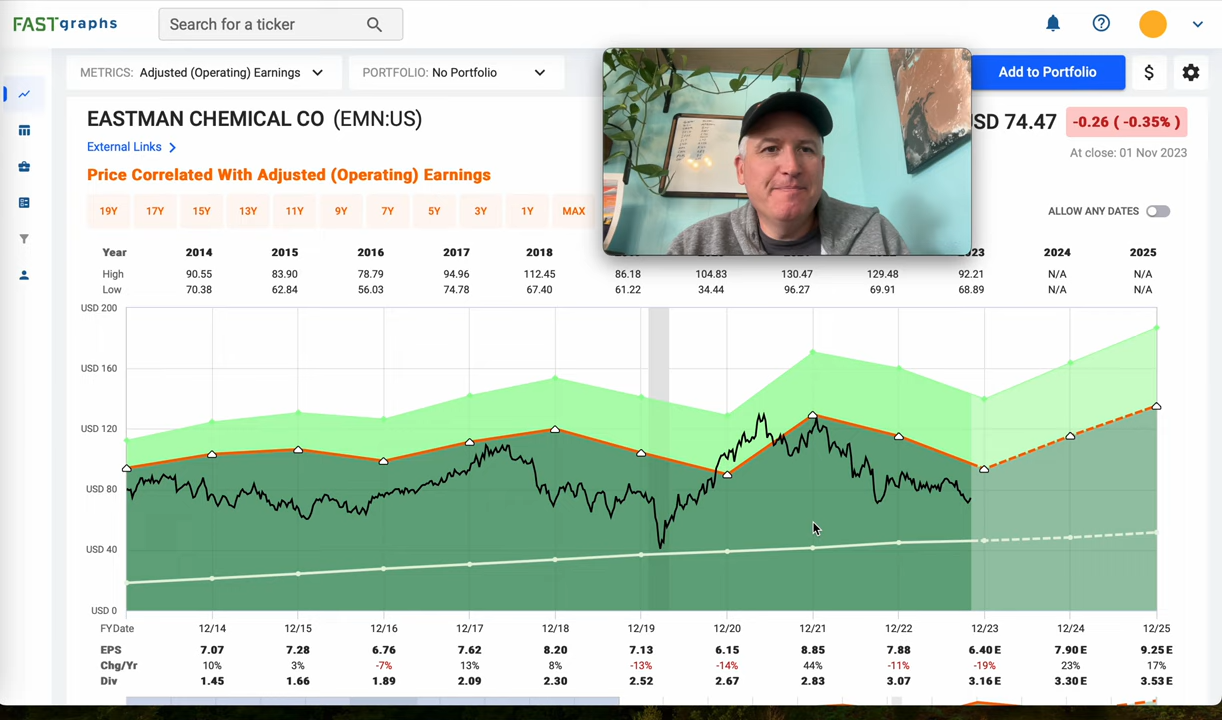 FASTgraphs
Search for a ticker
METRICS: Adjusted (Operating) Earnings
PORTFOLIO: No Portfolio
Add to Portfolio
$
EASTMAN CHEMICAL CO (EMN:US)
SD 74.47
-0.26 ( -0.35% )
External Links
At close: 01 Nov 2023
Price Correlated With Adjusted (Operating) Earnings
19Y 17Y 15Y 13Y 11Y 9Y 7Y 5Y 3Y 1Y MAX
ALLOW ANY DATES
Year 2014 2015 2016 2017 2018 2023 2024 2025
High 90.55 83.90 78.79 94.96 112.45 86.18 104.83 130.47 129.48 92.21 N/A N/A
Low 70.38 62.84 56.03 74.78 67.40 61.22 34.44 96.27 69.91 68.89 N/A N/A
USD 200
USD 160
USD 120
USD 80
USD 40
USD 0
FYDate 12/14 12/15 12/16 12/17 12/18 12/19 12/20 12/21 12/22 12/23 12/24 12/25
EPS 7.07 7.28 6.76 7.62 8.20 7.13 6.15 8.85 7.88 6.40 E 7.90 E 9.25 E
Chg/Yr 10% 3% -7% 13% 8% -13% -14% 44% -11% -19% 23% 17%
Div 1.45 1.66 1.89 2.09 2.30 2.52 2.67 2.83 3.07 3.16 E 3.30 E 3.53 E